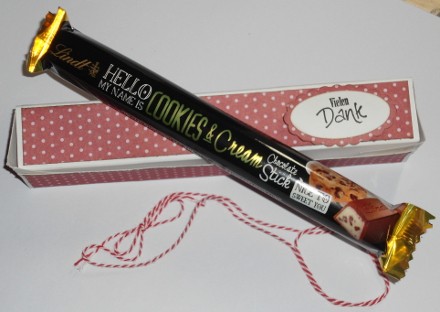 Lindt
HELLO
MY NAME IS
COOKIES & Cream
Chocolate
Stick
NICE TO
SWEET YOU
Vielen
Dank